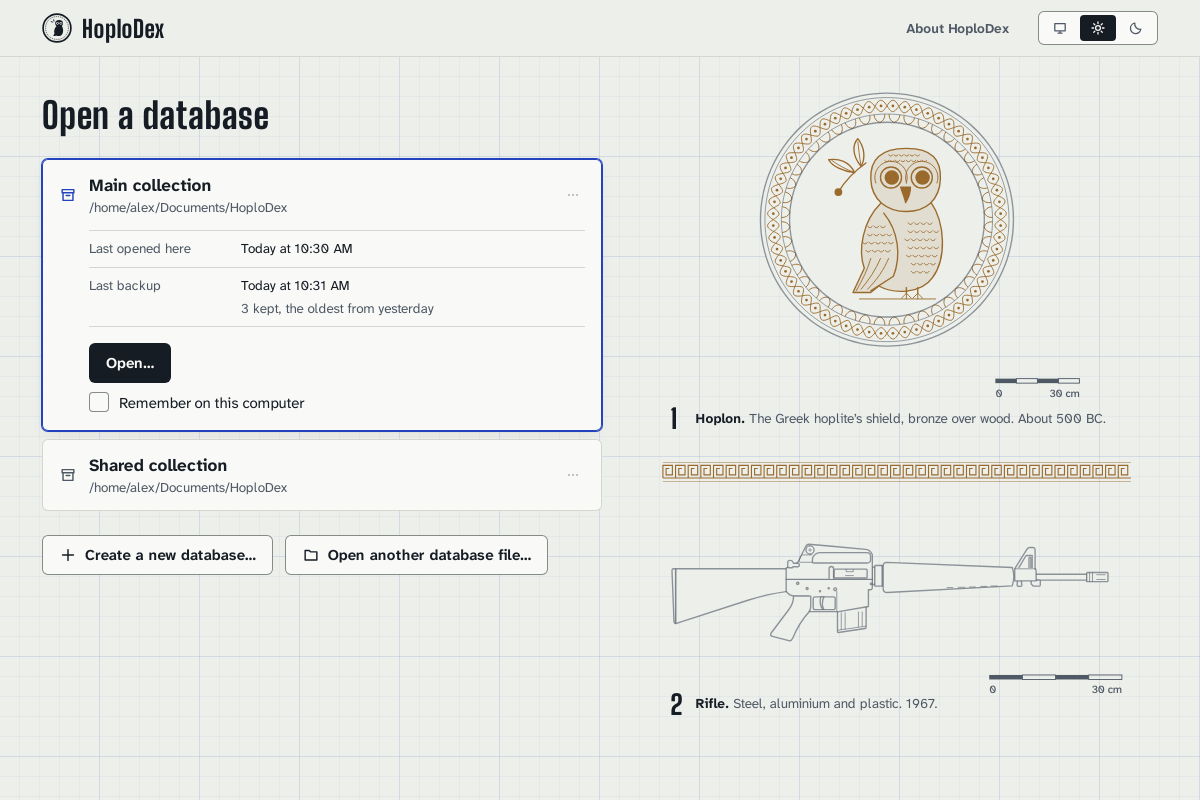 HoploDex
About HoploDex
Open a database
Main collection
/home/alex/Documents/HoploDex
Last opened here
Today at 10:30 AM
Last backup
Today at 10:31 AM
3 kept, the oldest from yesterday
Open...
Remember on this computer
Shared collection
/home/alex/Documents/HoploDex
Create a new database...
Open another database file...
0 30 cm
1 Hoplon. The Greek hoplite's shield, bronze over wood. About 500 BC.
0 30 cm
2 Rifle. Steel, aluminium and plastic. 1967.